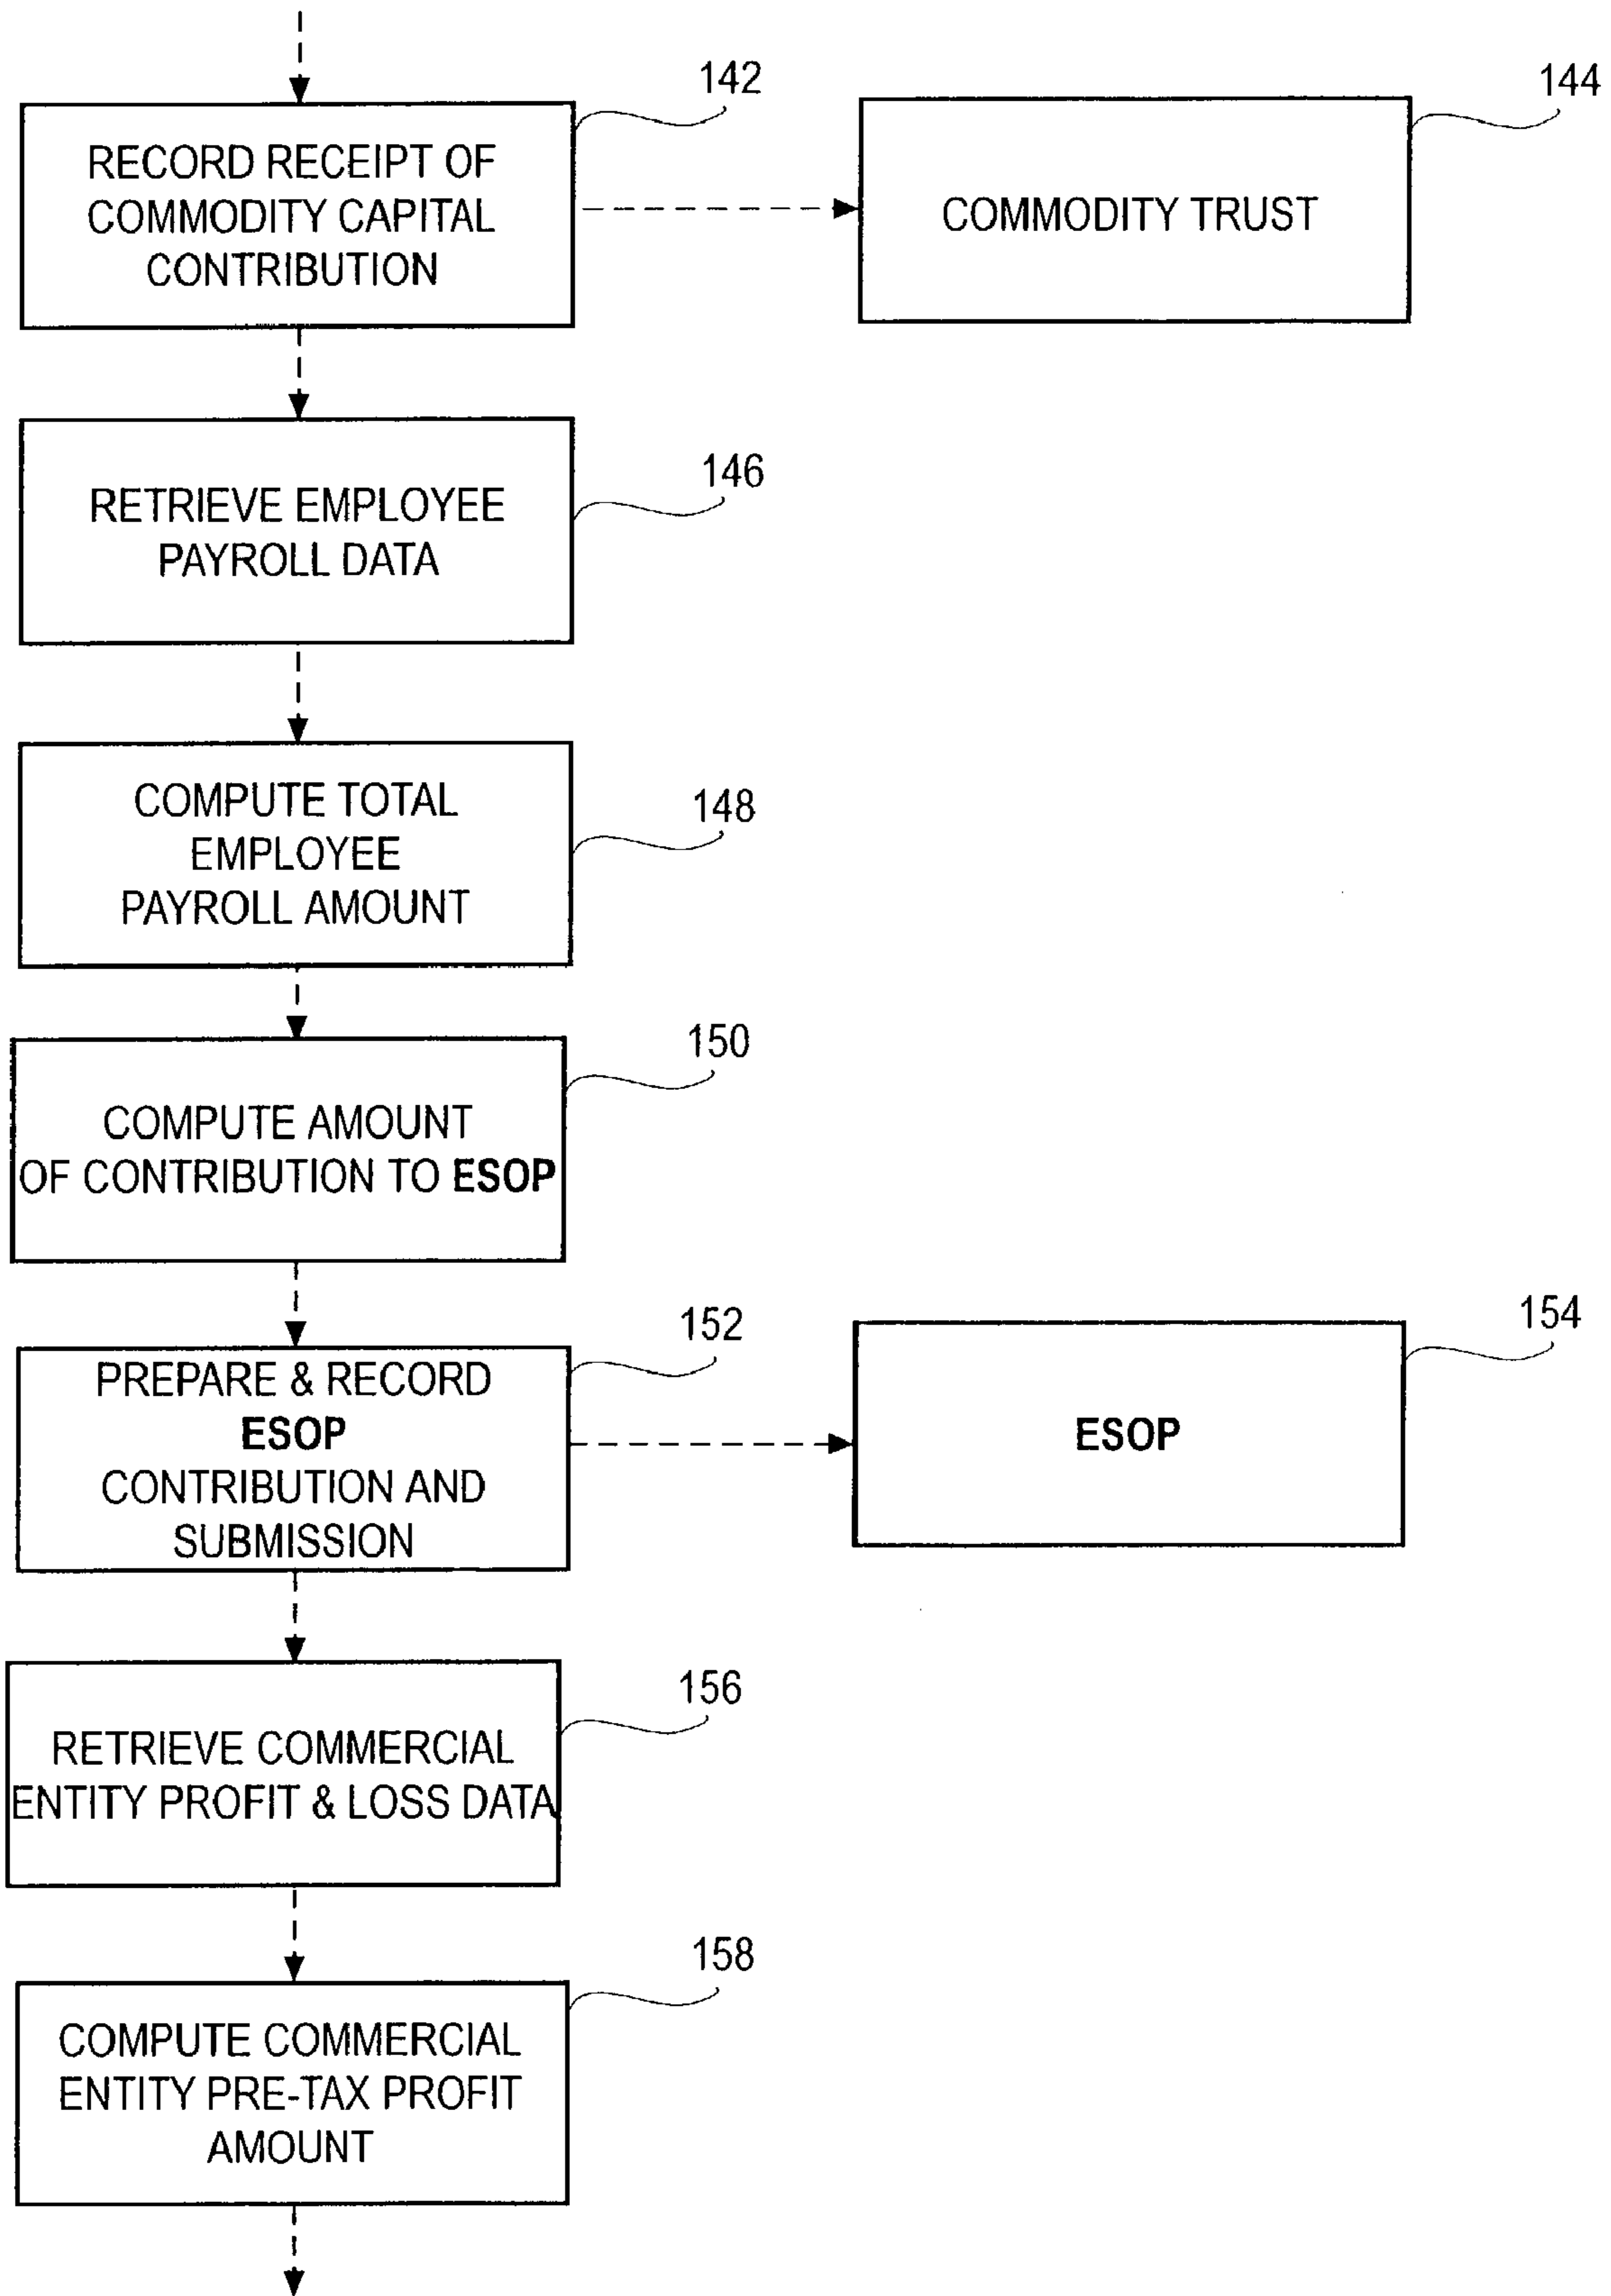 142
RECORD RECEIPT OF
COMMODITY CAPITAL
CONTRIBUTION
144
COMMODITY TRUST
146
RETRIEVE EMPLOYEE
PAYROLL DATA
148
COMPUTE TOTAL
EMPLOYEE
PAYROLL AMOUNT
150
COMPUTE AMOUNT
OF CONTRIBUTION TO ESOP
152
PREPARE & RECORD
ESOP
CONTRIBUTION AND
SUBMISSION
154
ESOP
156
RETRIEVE COMMERCIAL
ENTITY PROFIT & LOSS DATA
158
COMPUTE COMMERCIAL
ENTITY PRE-TAX PROFIT
AMOUNT